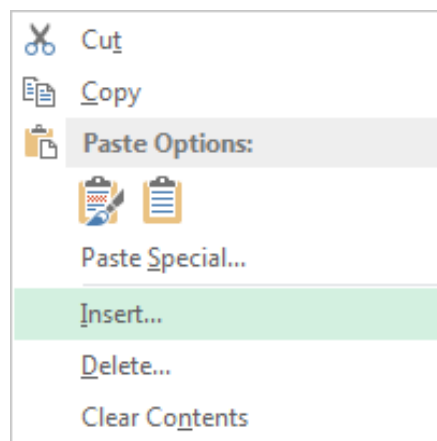 Cut
Copy
Paste Options:
Paste Special...
Insert...
Delete...
Clear Contents